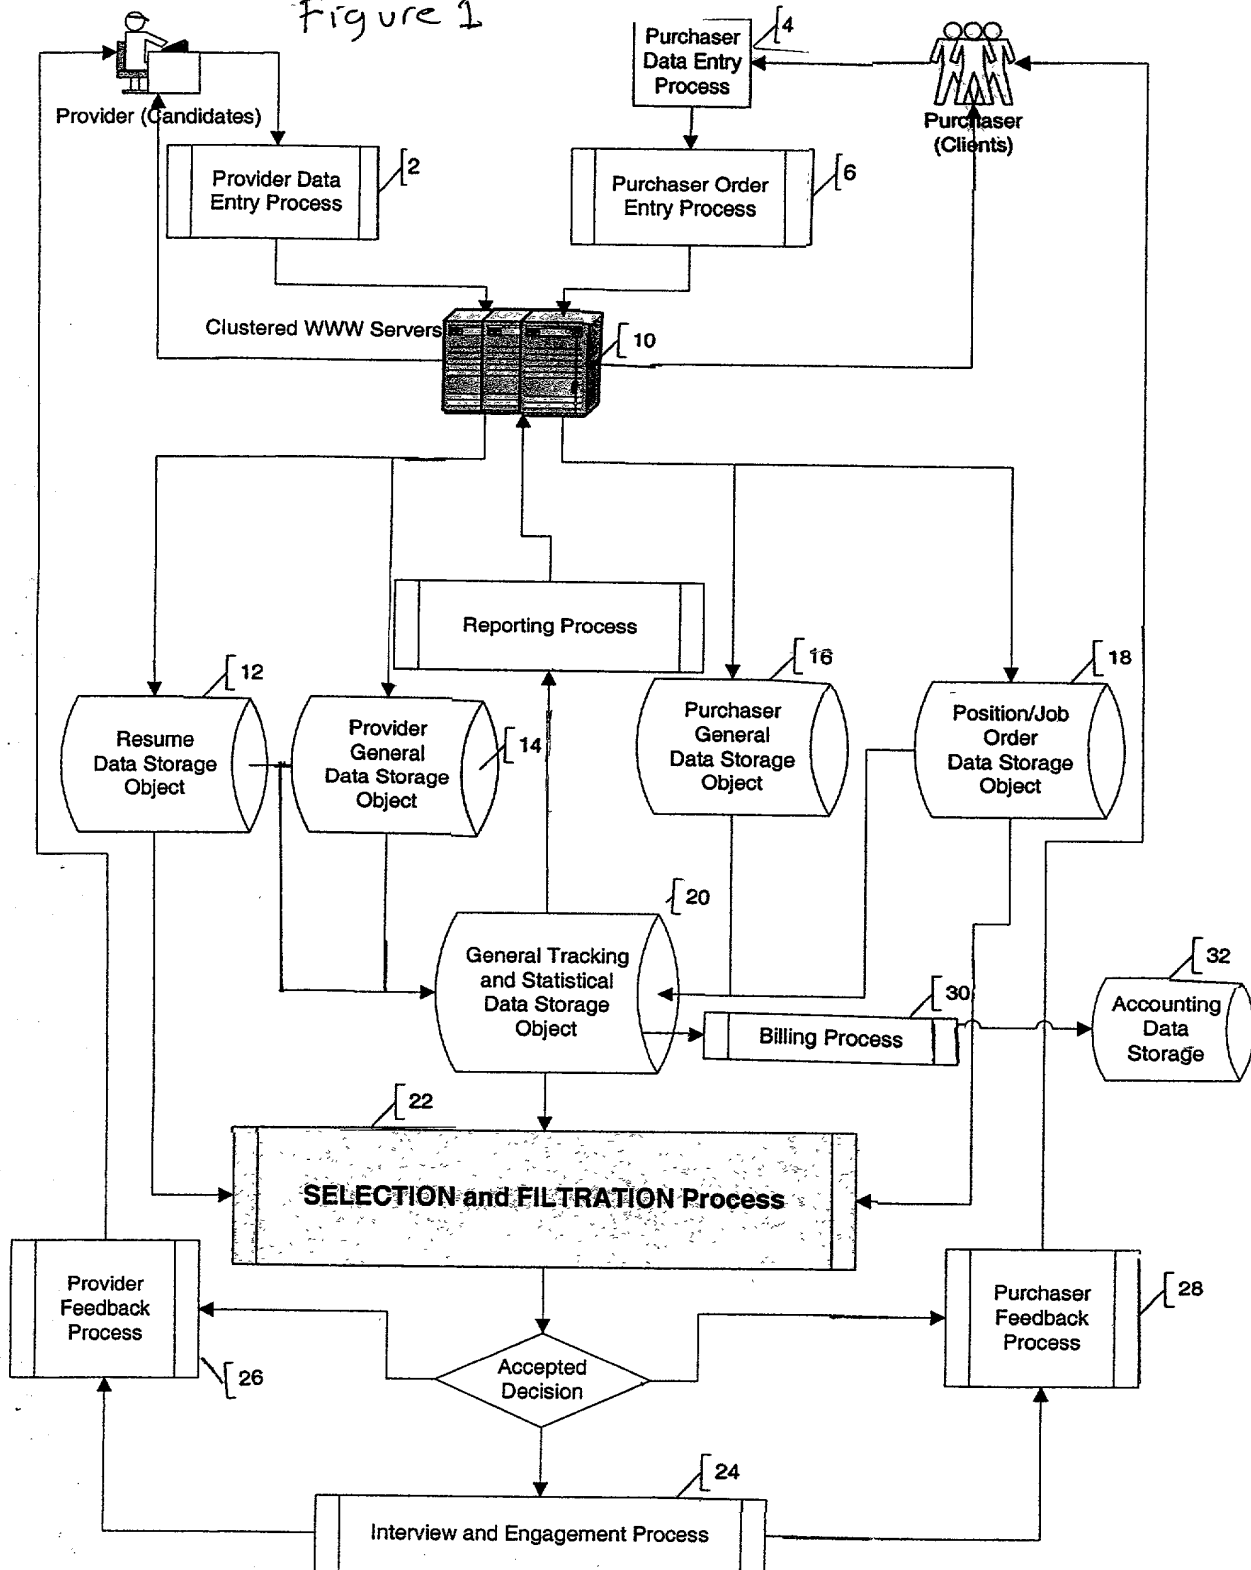 Figure 1
Purchaser
Data Entry
Process
4
Provider (Candidates)
Purchaser
(Clients)
Provider Data
Entry Process
2
Purchaser Order
Entry Process
6
Clustered WWW Servers
10
Reporting Process
12
Resume
Data Storage
Object
Provider
General
Data Storage
Object
14
16
Purchaser
General
Data Storage
Object
18
Position/Job
Order
Data Storage
Object
20
General Tracking
and Statistical
Data Storage
Object
30
Billing Process
32
Accounting
Data
Storage
22
SELECTION and FILTRATION Process
Provider
Feedback
Process
26
Accepted
Decision
Purchaser
Feedback
Process
28
24
Interview and Engagement Process